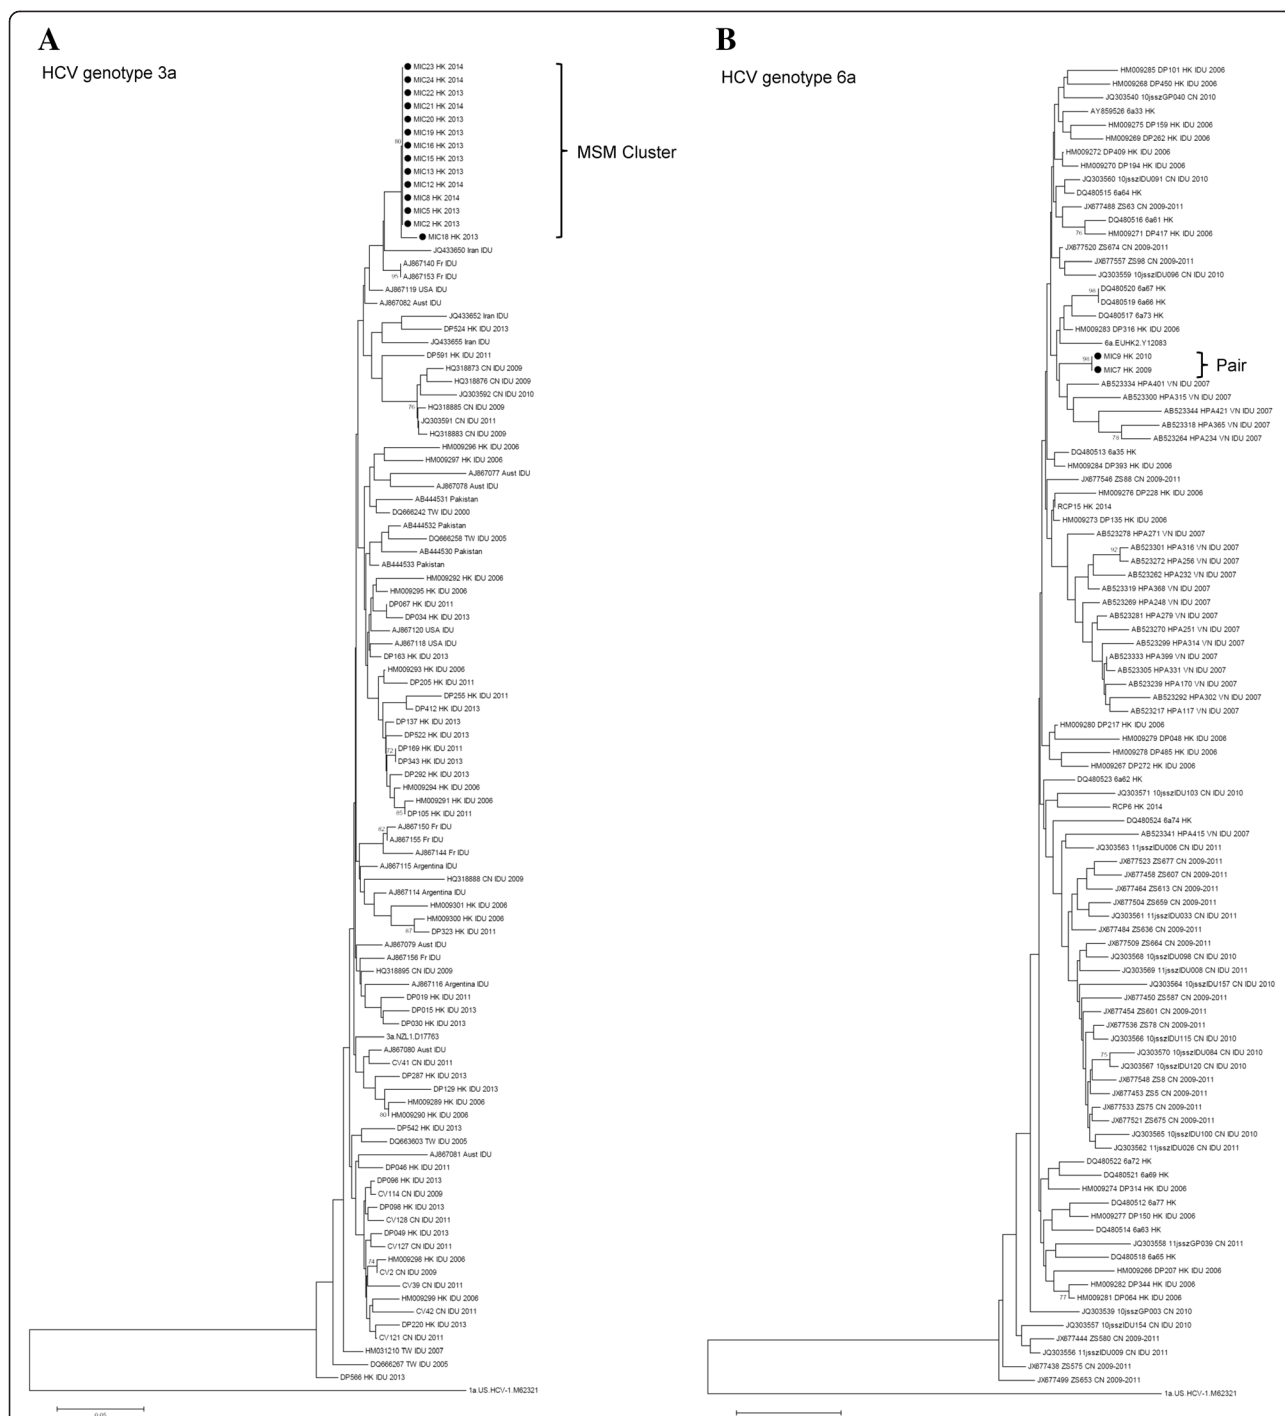 A
HCV genotype 3a
MIC23 HK 2014
MIC24 HK 2014
MIC22 HK 2013
MIC21 HK 2014
MIC20 HK 2013
MIC19 HK 2013
80
MIC16 HK 2013
MIC15 HK 2013
MIC13 HK 2013
MIC12 HK 2014
MIC8 HK 2014
MIC5 HK 2013
MIC2 HK 2013
MIC18 HK 2013
MSM Cluster
JQ433650 Iran IDU
AJ867140 Fr IDU
95
AJ867153 Fr IDU
AJ867119 USA IDU
AJ867082 Aust IDU
JQ433652 Iran IDU
DP524 HK IDU 2013
JQ433655 Iran IDU
DP591 HK IDU 2011
HQ318873 CN IDU 2009
HQ318876 CN IDU 2009
JQ303592 CN IDU 2010
76
HQ318885 CN IDU 2009
JQ303591 CN IDU 2011
HQ318883 CN IDU 2009
HM009296 HK IDU 2006
HM009297 HK IDU 2006
AJ867077 Aust IDU
AJ867078 Aust IDU
AB444531 Pakistan
DQ666242 TW IDU 2000
AB444532 Pakistan
DQ666258 TW IDU 2005
AB444530 Pakistan
AB444533 Pakistan
HM009292 HK IDU 2006
HM009295 HK IDU 2006
DP067 HK IDU 2011
DP034 HK IDU 2013
AJ867120 USA IDU
AJ867118 USA IDU
DP163 HK IDU 2013
HM009293 HK IDU 2006
DP205 HK IDU 2011
DP255 HK IDU 2011
DP412 HK IDU 2013
DP137 HK IDU 2013
DP522 HK IDU 2013
72
DP169 HK IDU 2011
DP343 HK IDU 2013
DP292 HK IDU 2013
HM009294 HK IDU 2006
HM009291 HK IDU 2006
85
DP105 HK IDU 2011
82
AJ867150 Fr IDU
AJ867155 Fr IDU
AJ867144 Fr IDU
AJ867115 Argentina IDU
HQ318888 CN IDU 2009
AJ867114 Argentina IDU
HM009301 HK IDU 2006
HM009300 HK IDU 2006
87
DP323 HK IDU 2011
AJ867079 Aust IDU
AJ867156 Fr IDU
HQ318895 CN IDU 2009
AJ867116 Argentina IDU
DP019 HK IDU 2011
DP015 HK IDU 2013
DP030 HK IDU 2013
3a.NZL1.D17763
AJ867080 Aust IDU
CV41 CN IDU 2011
DP287 HK IDU 2013
DP129 HK IDU 2013
HM009289 HK IDU 2006
80
HM009290 HK IDU 2006
DP542 HK IDU 2013
DQ663603 TW IDU 2005
AJ867081 Aust IDU
DP046 HK IDU 2011
DP096 HK IDU 2013
CV114 CN IDU 2009
DP098 HK IDU 2013
CV128 CN IDU 2011
DP049 HK IDU 2013
CV127 CN IDU 2011
74
HM009298 HK IDU 2006
CV2 CN IDU 2009
CV39 CN IDU 2011
HM009299 HK IDU 2006
CV42 CN IDU 2011
DP220 HK IDU 2013
CV121 CN IDU 2011
HM031210 TW IDU 2007
DQ666267 TW IDU 2005
DP566 HK IDU 2013
1a.US.HCV-1.M62321
0.05
B
HCV genotype 6a
HM009285 DP101 HK IDU 2006
HM009268 DP450 HK IDU 2006
JQ303540 10jsszGP040 CN 2010
AY859526 6a33 HK
HM009275 DP159 HK IDU 2006
HM009269 DP262 HK IDU 2006
HM009272 DP409 HK IDU 2006
HM009270 DP194 HK IDU 2006
JQ303560 10jsszIDU091 CN IDU 2010
DQ480515 6a64 HK
JX677488 ZS63 CN 2009-2011
DQ480516 6a61 HK
76
HM009271 DP417 HK IDU 2006
JX677520 ZS674 CN 2009-2011
JX677557 ZS98 CN 2009-2011
JQ303559 10jsszIDU096 CN IDU 2010
98
DQ480520 6a67 HK
DQ480519 6a66 HK
DQ480517 6a73 HK
HM009283 DP316 HK IDU 2006
6a.EUHK2.Y12083
98
MIC9 HK 2010
MIC7 HK 2009
Pair
AB523334 HPA401 VN IDU 2007
AB523300 HPA315 VN IDU 2007
AB523344 HPA421 VN IDU 2007
AB523318 HPA365 VN IDU 2007
78
AB523264 HPA234 VN IDU 2007
DQ480513 6a35 HK
HM009284 DP393 HK IDU 2006
JX677546 ZS88 CN 2009-2011
HM009276 DP228 HK IDU 2006
RCP15 HK 2014
HM009273 DP135 HK IDU 2006
AB523278 HPA271 VN IDU 2007
92
AB523301 HPA316 VN IDU 2007
AB523272 HPA256 VN IDU 2007
AB523262 HPA232 VN IDU 2007
AB523319 HPA368 VN IDU 2007
AB523269 HPA248 VN IDU 2007
AB523281 HPA279 VN IDU 2007
AB523270 HPA251 VN IDU 2007
AB523299 HPA314 VN IDU 2007
AB523333 HPA399 VN IDU 2007
AB523305 HPA331 VN IDU 2007
AB523239 HPA170 VN IDU 2007
AB523292 HPA302 VN IDU 2007
AB523217 HPA117 VN IDU 2007
HM009280 DP217 HK IDU 2006
HM009279 DP048 HK IDU 2006
HM009278 DP485 HK IDU 2006
HM009267 DP272 HK IDU 2006
DQ480523 6a62 HK
JQ303571 10jsszIDU103 CN IDU 2010
RCP6 HK 2014
DQ480524 6a74 HK
AB523341 HPA415 VN IDU 2007
JQ303563 11jsszIDU006 CN IDU 2011
JX677523 ZS677 CN 2009-2011
JX677458 ZS607 CN 2009-2011
JX677464 ZS613 CN 2009-2011
JX677504 ZS659 CN 2009-2011
JQ303561 11jsszIDU033 CN IDU 2011
JX677484 ZS636 CN 2009-2011
JX677509 ZS664 CN 2009-2011
JQ303568 10jsszIDU098 CN IDU 2010
JQ303569 11jsszIDU008 CN IDU 2011
JQ303564 10jsszIDU157 CN IDU 2010
JX677450 ZS587 CN 2009-2011
JX677454 ZS601 CN 2009-2011
JX677536 ZS78 CN 2009-2011
JQ303566 10jsszIDU115 CN IDU 2010
75
JQ303570 10jsszIDU084 CN IDU 2010
JQ303567 10jsszIDU120 CN IDU 2010
JX677548 ZS8 CN 2009-2011
JX677453 ZS5 CN 2009-2011
JX677533 ZS75 CN 2009-2011
JX677521 ZS675 CN 2009-2011
JQ303565 10jsszIDU100 CN IDU 2010
JQ303562 11jsszIDU026 CN IDU 2011
DQ480522 6a72 HK
DQ480521 6a69 HK
HM009274 DP314 HK IDU 2006
DQ480512 6a77 HK
HM009277 DP150 HK IDU 2006
DQ480514 6a63 HK
JQ303558 11jsszGP039 CN 2011
DQ480518 6a65 HK
HM009266 DP207 HK IDU 2006
HM009282 DP344 HK IDU 2006
77
HM009281 DP064 HK IDU 2006
JQ303539 10jsszGP003 CN 2010
JQ303557 10jsszIDU154 CN IDU 2010
JX677444 ZS580 CN 2009-2011
JQ303556 11jsszIDU009 CN IDU 2011
JX677438 ZS575 CN 2009-2011
JX677499 ZS653 CN 2009-2011
1a.US.HCV-1.M62321